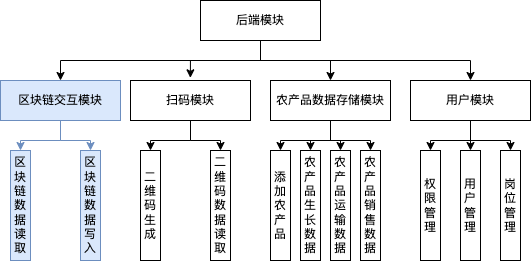 后端模块
区块链交互模块
扫码模块
农产品数据存储模块
用户模块
区块链数据读取
区块链数据写入
二维码生成
二维码数据读取
添加农产品
农产品生长数据
农产品运输数据
农产品销售数据
权限管理
用户管理
岗位管理